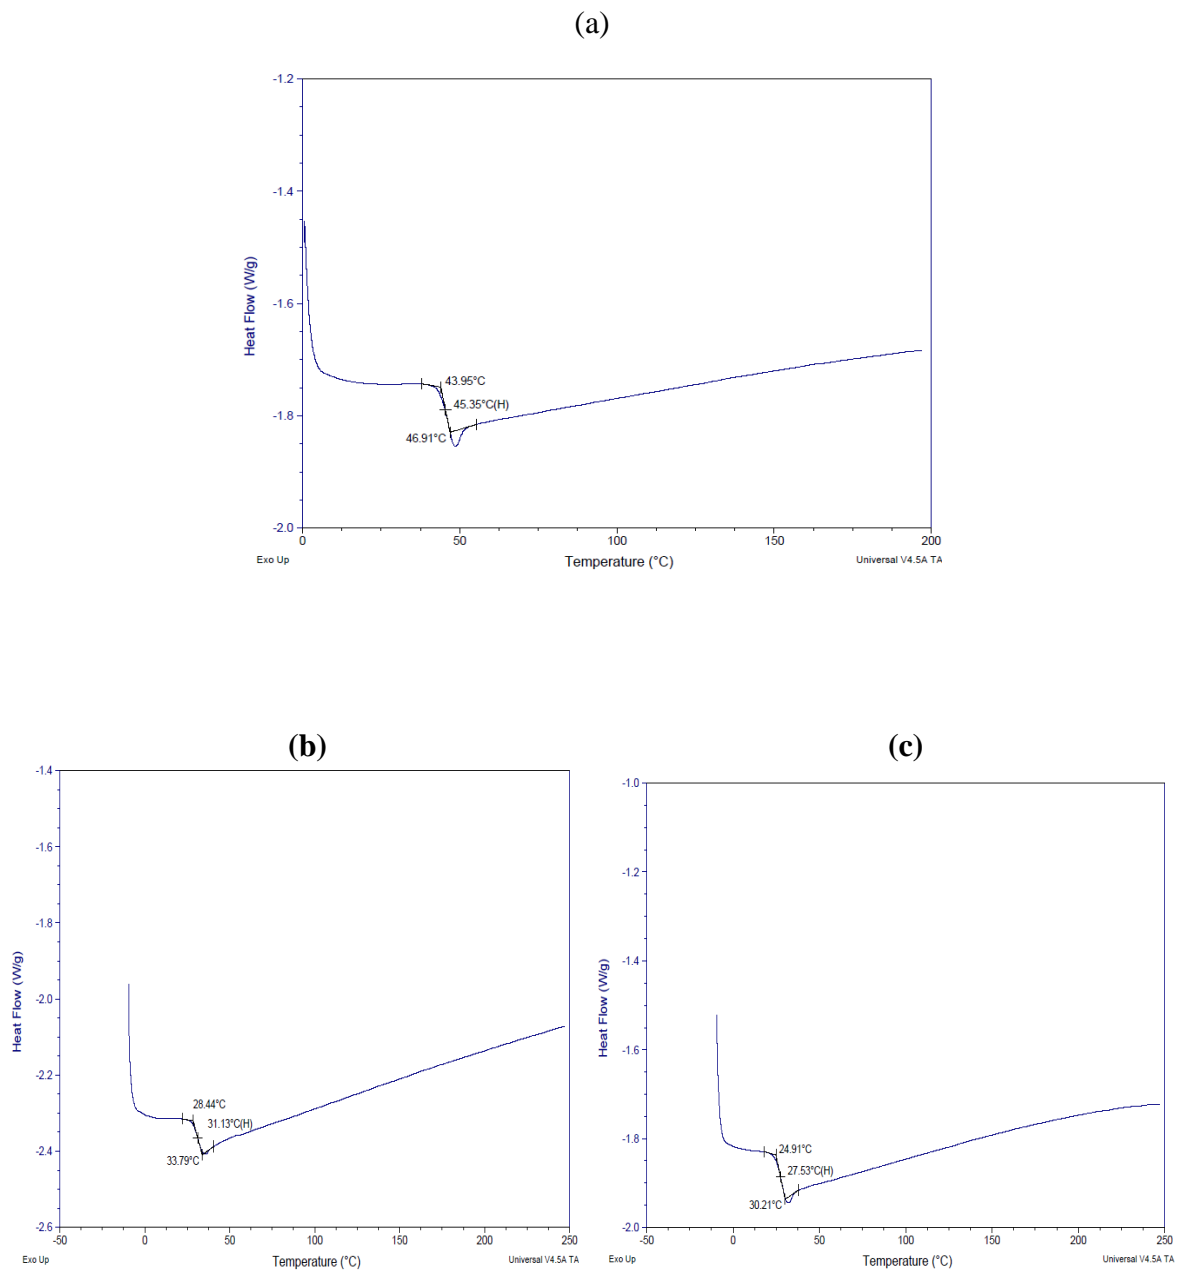 (a)
-1.2
-1.4
-1.6
-1.8
-2.0
Heat Flow (W/g)
43.95°C
45.35°C(H)
46.91°C
0
50
100
150
200
Exo Up
Temperature (°C)
Universal V4.5A TA
(b)
-1.4
-1.6
-1.8
-2.0
-2.2
-2.4
-2.6
Heat Flow (W/g)
28.44°C
31.13°C(H)
33.79°C
-50
0
50
100
150
200
250
Exo Up
Temperature (°C)
Universal V4.5A TA
(c)
-1.0
-1.2
-1.4
-1.6
-1.8
-2.0
Heat Flow (W/g)
24.91°C
27.53°C(H)
30.21°C
-50
0
50
100
150
200
250
Exo Up
Temperature (°C)
Universal V4.5A TA